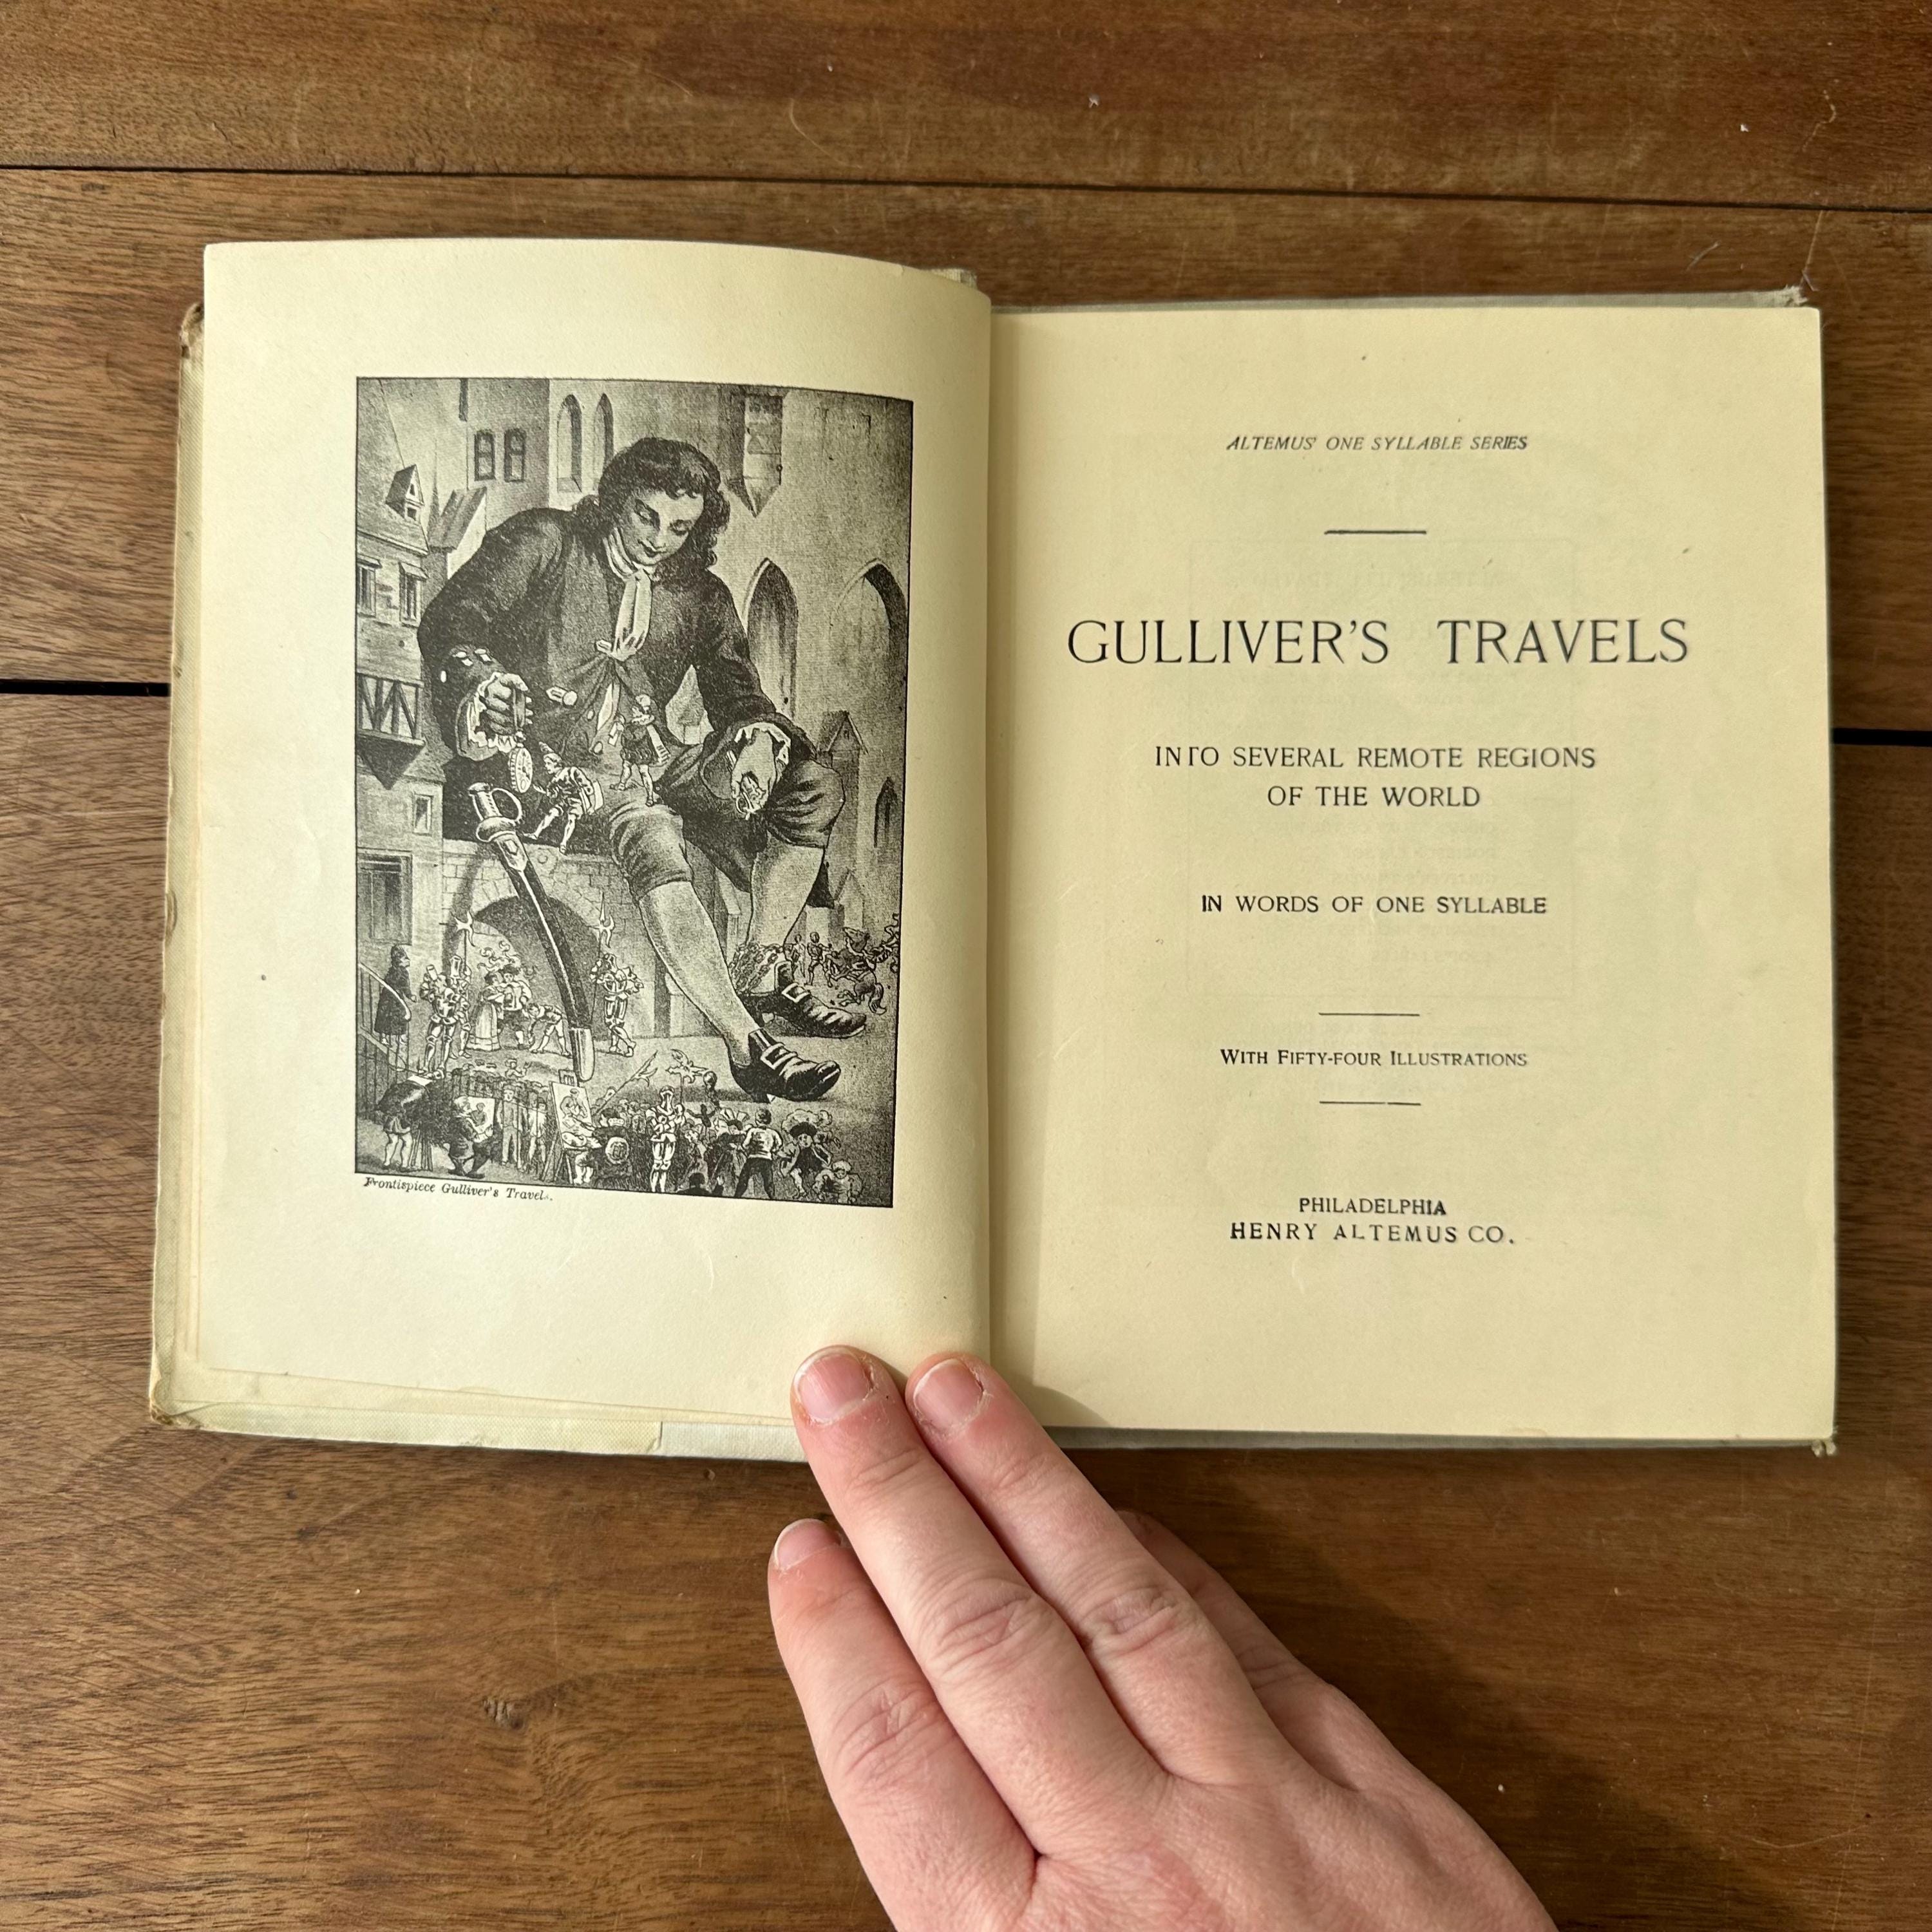 Frontispiece Gulliver's Travels.
ALTEMUS' ONE SYLLABLE SERIES
GULLIVER'S TRAVELS
INTO SEVERAL REMOTE REGIONS
OF THE WORLD
IN WORDS OF ONE SYLLABLE
WITH FIFTY-FOUR ILLUSTRATIONS
PHILADELPHIA
HENRY ALTEMUS CO.